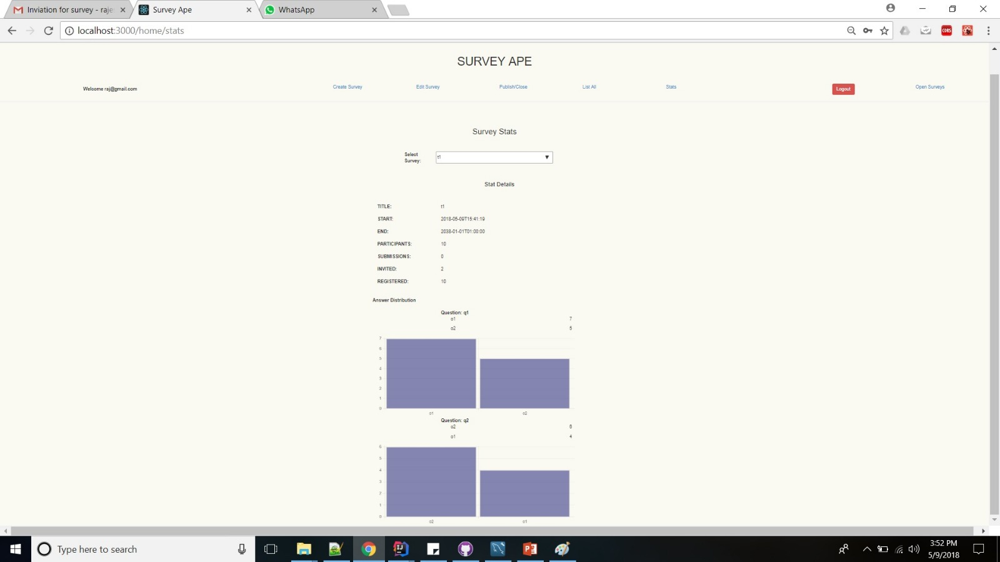 Inviation for survey - raje
Survey Ape
WhatsApp
localhost:3000/home/stats
CORS
SURVEY APE
Welcome raj@gmail.com
Create Survey
Edit Survey
Publish/Close
List All
Stats
Logout
Open Surveys
Survey Stats
Select
Survey:
t1
Stat Details
TITLE: t1
START: 2018-05-09T15:41:19
END: 2038-01-01T01:00:00
PARTICIPANTS: 10
SUBMISSIONS: 0
INVITED: 2
REGISTERED: 10
Answer Distribution
Question: q1
o1 7
o2 5
7
6
5
4
3
2
1
0
o1 o2
Question: q2
o2 6
o1 4
6
5
4
3
2
1
0
o2 o1
Type here to search
3:52 PM
5/9/2018